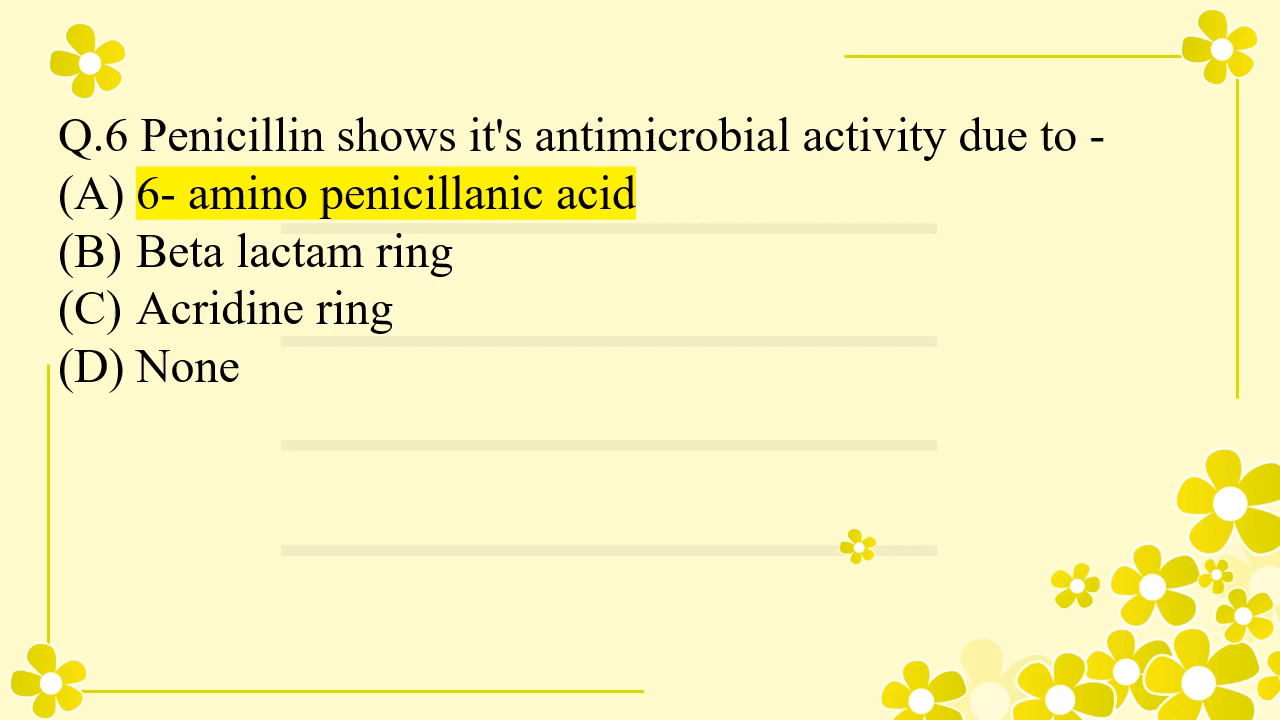 Q.6 Penicillin shows it's antimicrobial activity due to -
(A) 6- amino penicillanic acid
(B) Beta lactam ring
(C) Acridine ring
(D) None